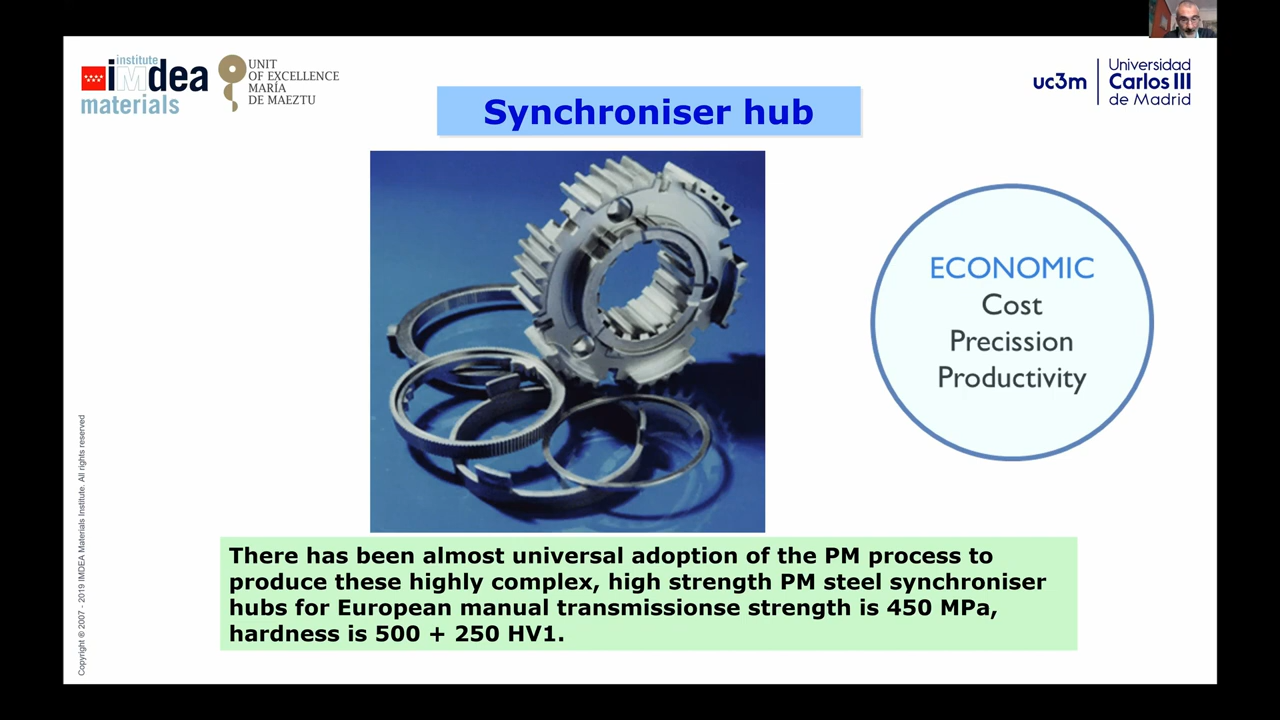 institute
iMdea
materials
UNIT
OF EXCELLENCE
MARÍA
DE MAEZTU
Synchroniser hub
uc3m
Universidad
Carlos III
de Madrid
ECONOMIC
Cost
Precission
Productivity
There has been almost universal adoption of the PM process to
produce these highly complex, high strength PM steel synchroniser
hubs for European manual transmissionse strength is 450 MPa,
hardness is 500 + 250 HV1.
Copyright ® 2007 - 2019 IMDEA Materials Institute. All rights reserved